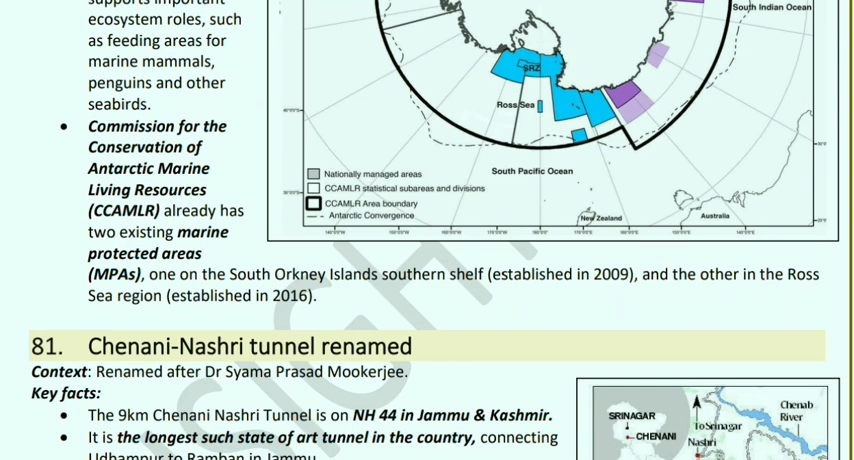 supports important
ecosystem roles, such
as feeding areas for
marine mammals,
penguins and other
seabirds.
• Commission for the
Conservation of
Antarctic Marine
Living Resources
(CCAMLR) already has
two existing marine
protected areas
(MPAs), one on the South Orkney Islands southern shelf (established in 2009), and the other in the Ross
Sea region (established in 2016).
South Indian Ocean
SRZ
Ross Sea
South Pacific Ocean
Nationally managed areas
CCAMLR statistical subareas and divisions
CCAMLR Area boundary
Antarctic Convergence
New Zealand
Australia
81. Chenani-Nashri tunnel renamed
Context: Renamed after Dr Syama Prasad Mookerjee.
Key facts:
• The 9km Chenani Nashri Tunnel is on NH 44 in Jammu & Kashmir.
• It is the longest such state of art tunnel in the country, connecting
Udhampur to Ramban in Jammu.
SRINAGAR
CHENANI
To Srinagar
Nashri
Chenab
River
INSIGHT